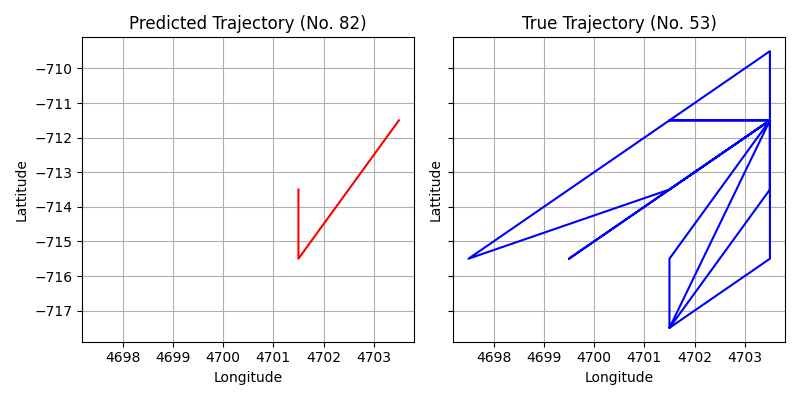 Predicted Trajectory (No. 82)
True Trajectory (No. 53)
Lattitude
−710
−711
−712
−713
−714
−715
−716
−717
4698 4699 4700 4701 4702 4703
Longitude
Lattitude
4698 4699 4700 4701 4702 4703
Longitude